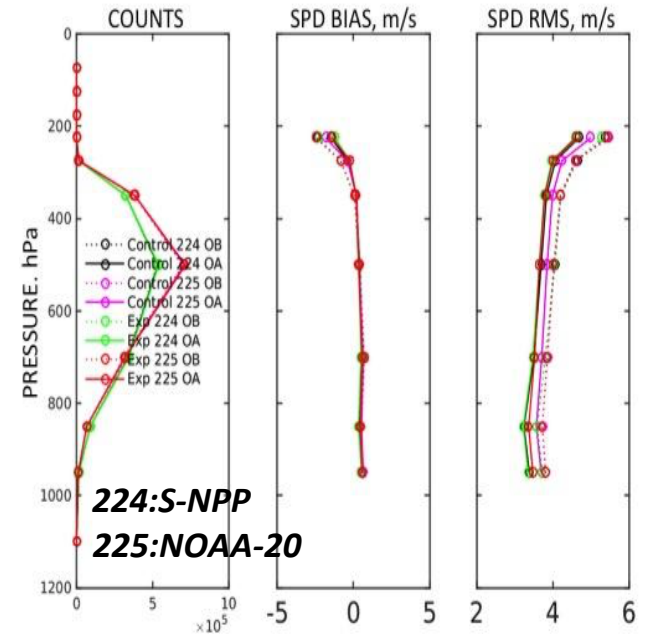 COUNTS
SPD BIAS, m/s
SPD RMS, m/s
0
200
400
600
800
1000
1200
PRESSURE. hPa
Control 224 OB
Control 224 OA
Control 225 OB
Control 225 OA
Exp 224 OB
Exp 224 OA
Exp 225 OB
Exp 225 OA
224:S-NPP
225:NOAA-20
0 5 10
×10⁵
-5 0 5
2 4 6